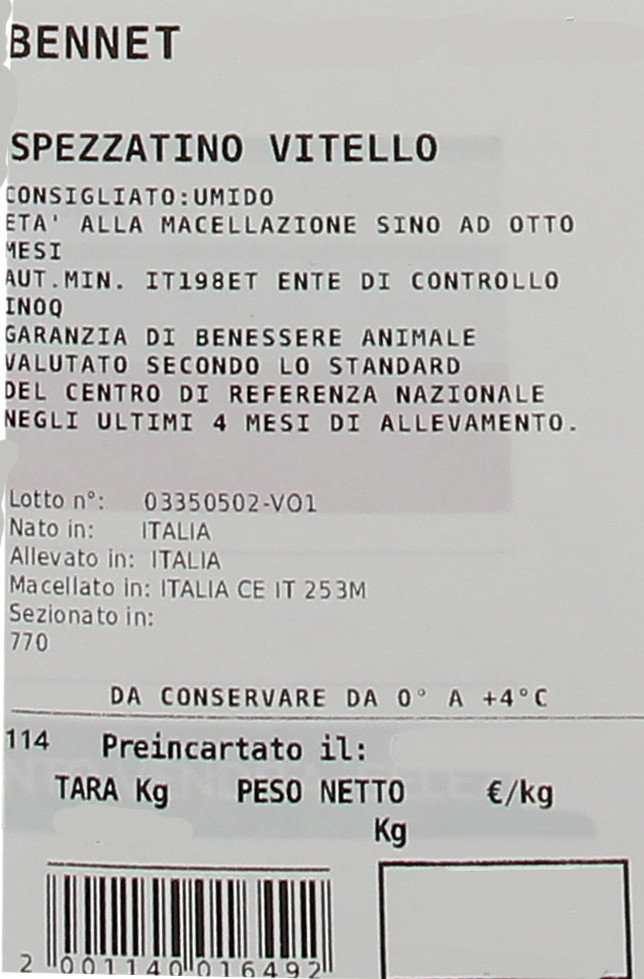 BENNET
SPEZZATINO VITELLO
CONSIGLIATO:UMIDO
ETA' ALLA MACELLAZIONE SINO AD OTTO
MESI
AUT.MIN. IT198ET ENTE DI CONTROLLO
INOQ
GARANZIA DI BENESSERE ANIMALE
VALUTATO SECONDO LO STANDARD
DEL CENTRO DI REFERENZA NAZIONALE
NEGLI ULTIMI 4 MESI DI ALLEVAMENTO.
Lotto n°: 03350502-VO1
Nato in: ITALIA
Allevato in: ITALIA
Macellato in: ITALIA CE IT 253M
Sezionato in:
770
DA CONSERVARE DA 0° A +4°C
114 Preincartato il:
TARA Kg PESO NETTO €/kg
Kg
2 001140 016492